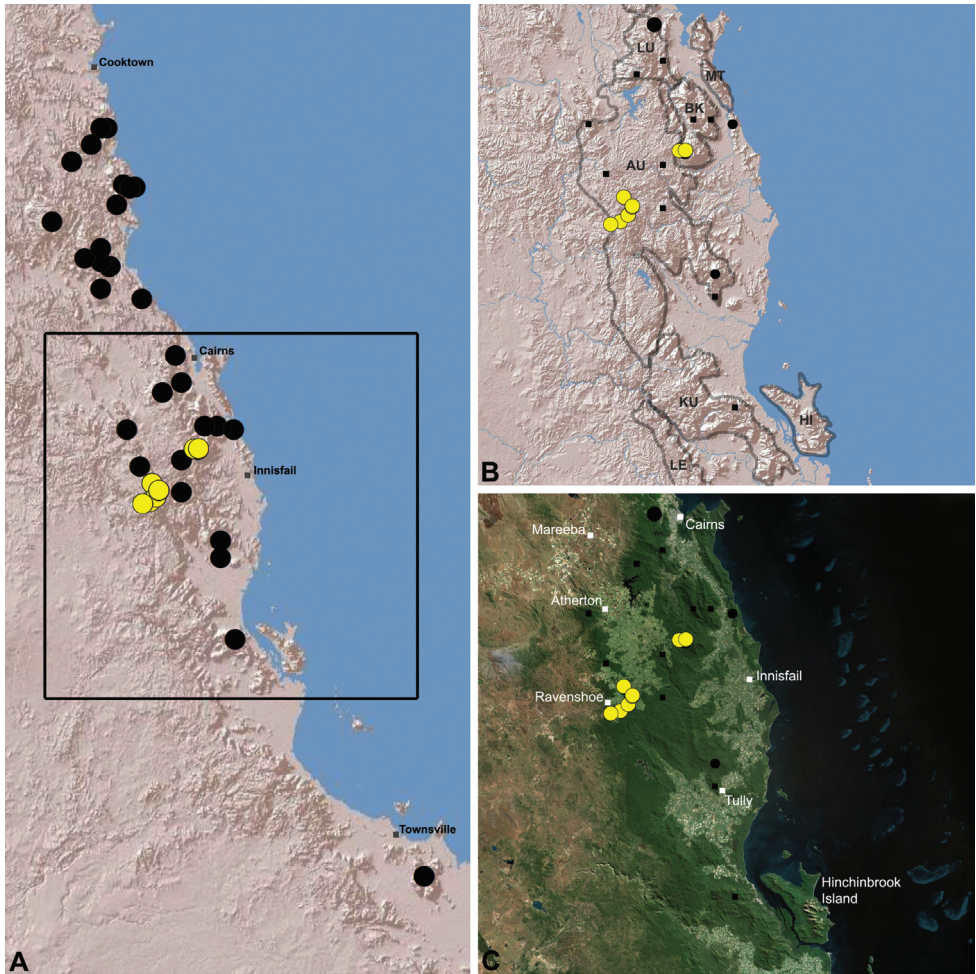 Cooktown
Cairns
Innisfail
Townsville
A
LU
MT
BK
AU
KU
HI
LE
B
Cairns
Mareeba
Atherton
Innisfail
Ravenshoe
Tully
Hinchinbrook
Island
C